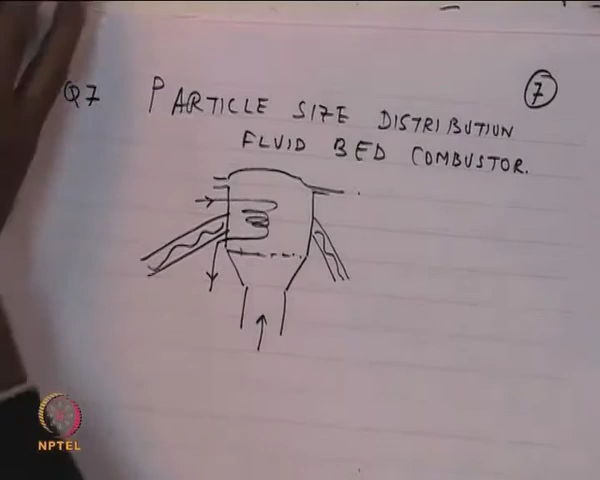 Q7 PARTICLE SIZE DISTRIBUTION 7
FLUID BED COMBUSTOR.
NPTEL